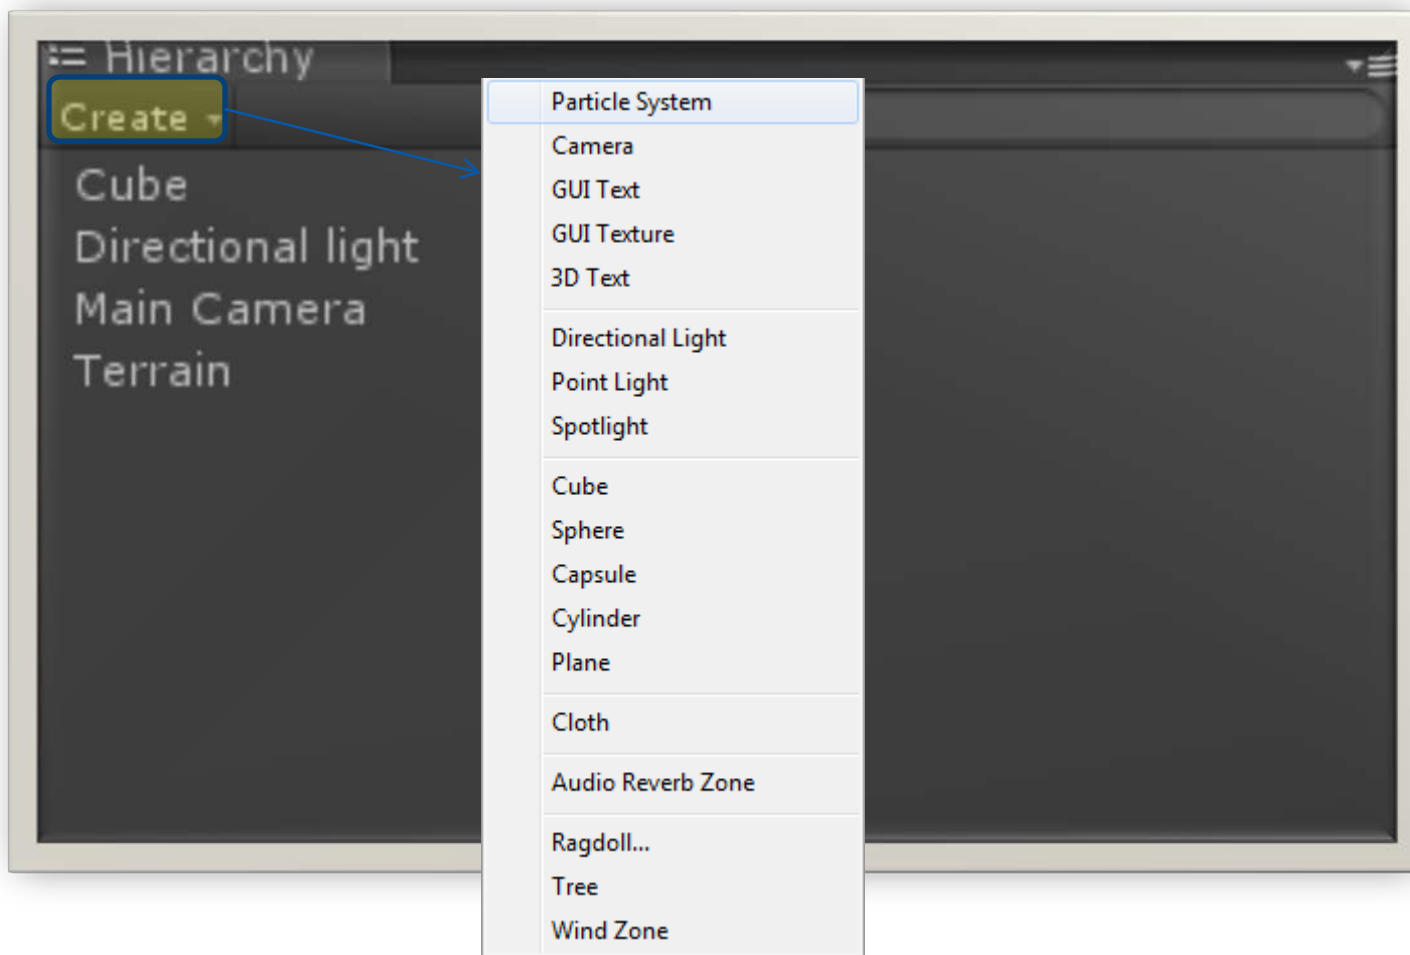 Hierarchy
Create
Cube
Directional light
Main Camera
Terrain
Particle System
Camera
GUI Text
GUI Texture
3D Text
Directional Light
Point Light
Spotlight
Cube
Sphere
Capsule
Cylinder
Plane
Cloth
Audio Reverb Zone
Ragdoll...
Tree
Wind Zone